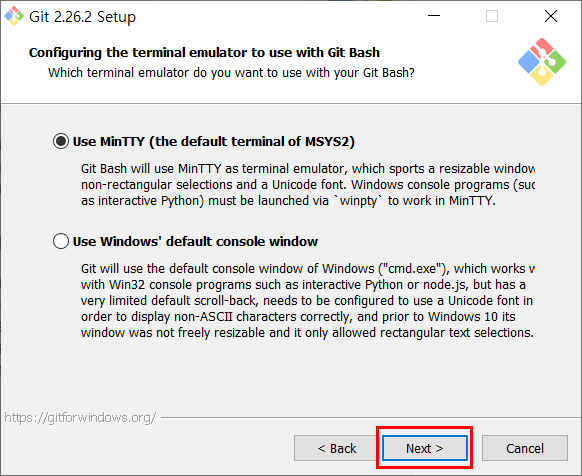 Git 2.26.2 Setup
Configuring the terminal emulator to use with Git Bash
Which terminal emulator do you want to use with your Git Bash?
Use MinTTY (the default terminal of MSYS2)
Git Bash will use MinTTY as terminal emulator, which sports a resizable window
non-rectangular selections and a Unicode font. Windows console programs (suc
as interactive Python) must be launched via `winpty` to work in MinTTY.
Use Windows' default console window
Git will use the default console window of Windows ("cmd.exe"), which works w
with Win32 console programs such as interactive Python or node.js, but has a
very limited default scroll-back, needs to be configured to use a Unicode font in
order to display non-ASCII characters correctly, and prior to Windows 10 its
window was not freely resizable and it only allowed rectangular text selections.
https://gitforwindows.org/
< Back Next > Cancel